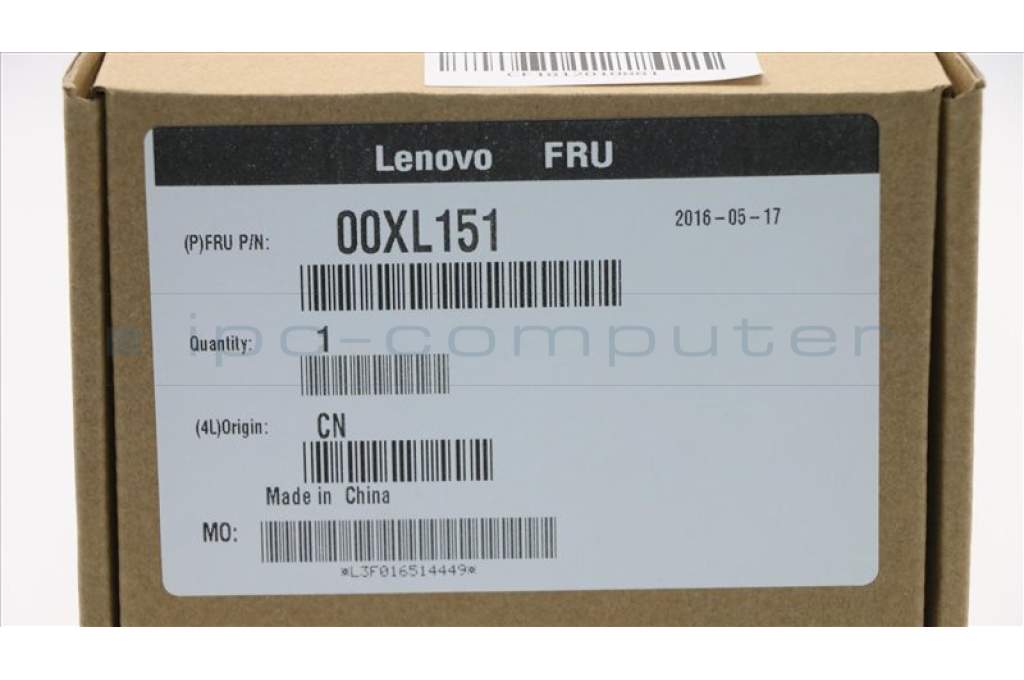 Lenovo FRU
(P)FRU P/N: 00XL151 2016-05-17
ipc-computer
Quantity: 1
(4L)Origin: CN
Made in China
MO:
*L3F016514449*